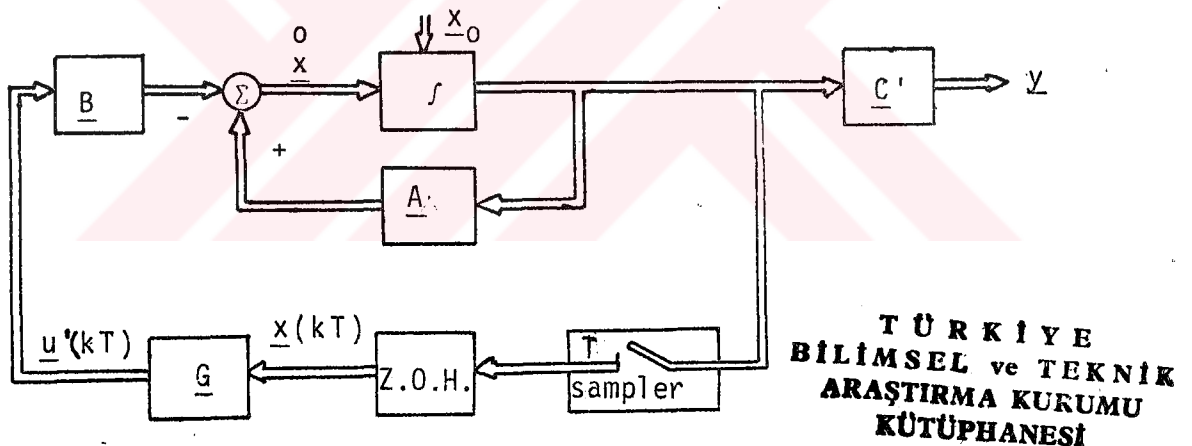 x₀
o
x
B
Σ
∫
C'
y
-
+
A
u'(kT)
x(kT)
T
G
Z.O.H.
sampler
TÜRKİYE
BİLİMSEL ve TEKNİK
ARAŞTIRMA KURUMU
KÜTÜPHANESİ